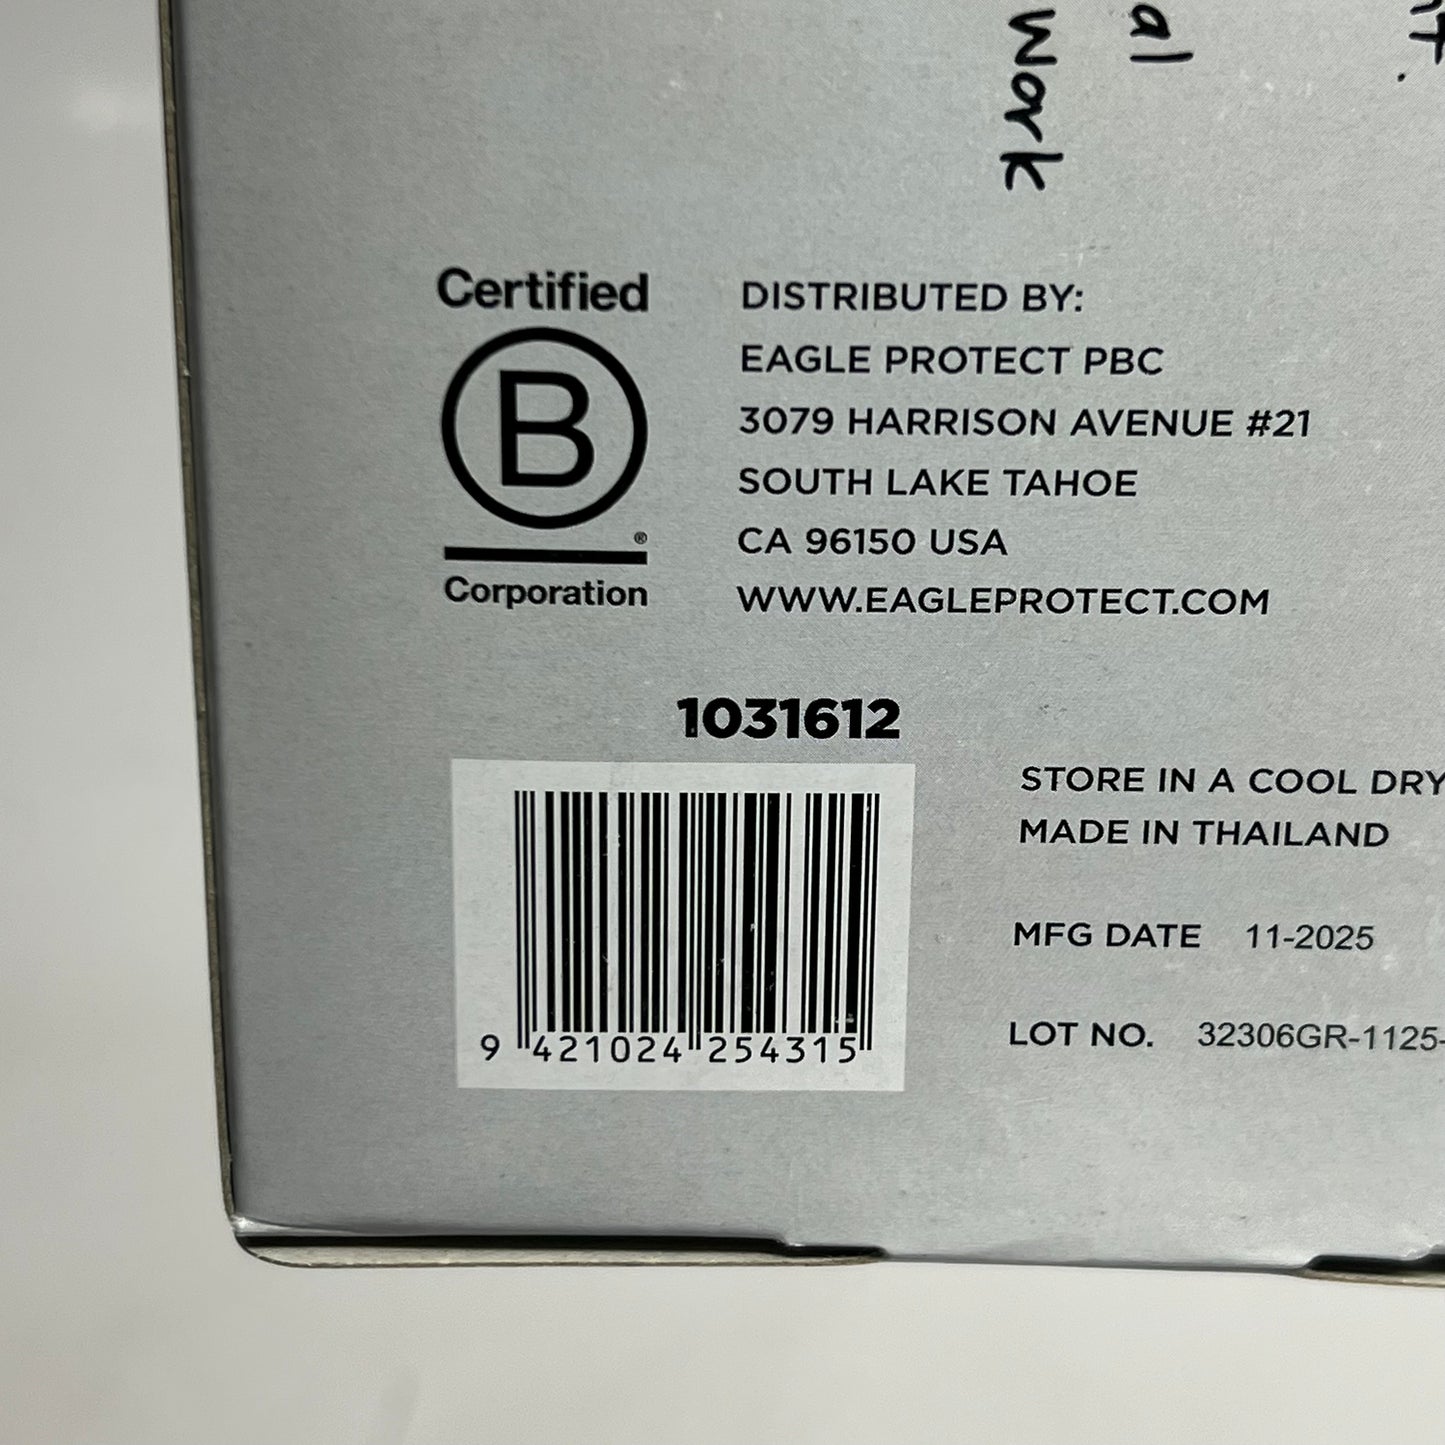 al
work
Certified
B
®
Corporation
DISTRIBUTED BY:
EAGLE PROTECT PBC
3079 HARRISON AVENUE #21
SOUTH LAKE TAHOE
CA 96150 USA
WWW.EAGLEPROTECT.COM
1031612
9 421024 254315
STORE IN A COOL DRY
MADE IN THAILAND
MFG DATE 11-2025
LOT NO. 32306GR-1125-